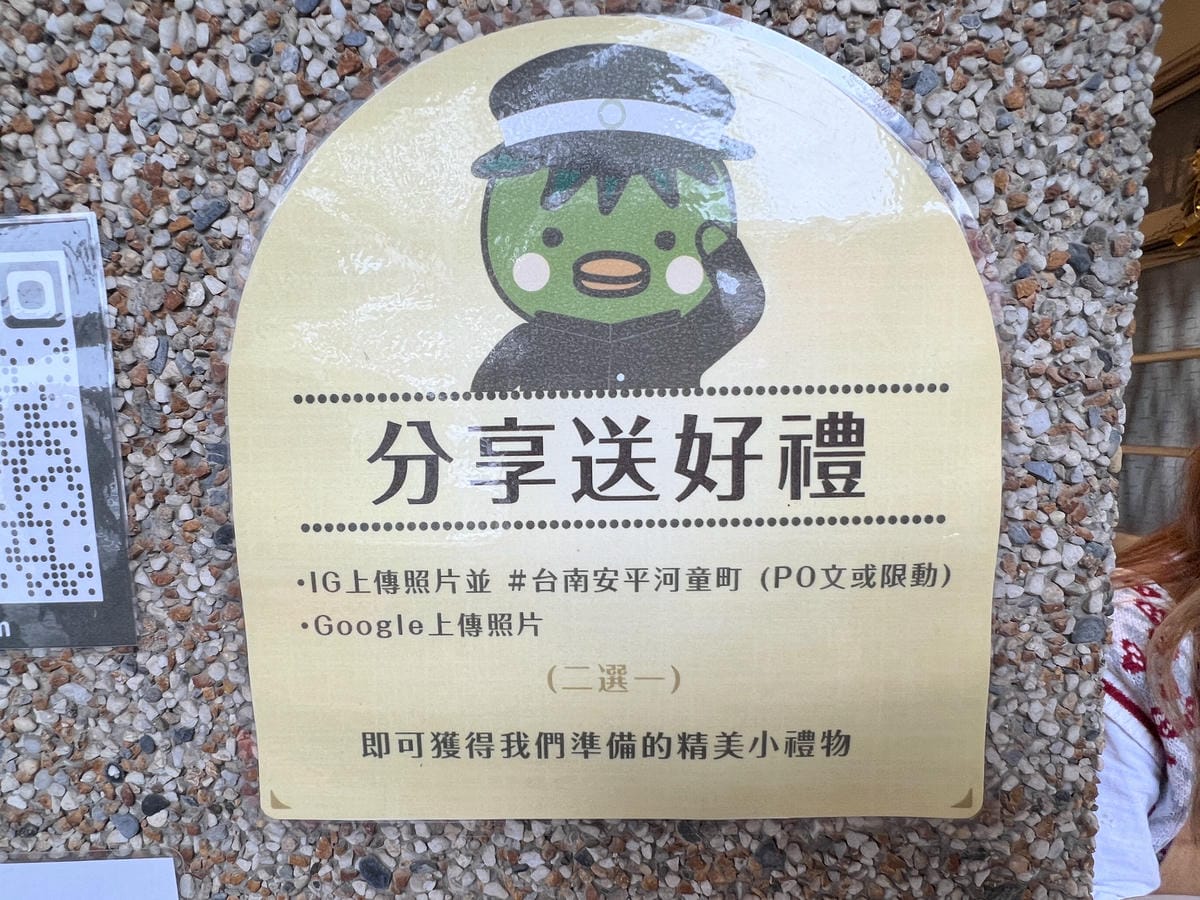 分享送好禮
•IG上傳照片並 #台南安平河童町 (PO文或限動)
•Google上傳照片
(二選一)
即可獲得我們準備的精美小禮物
m